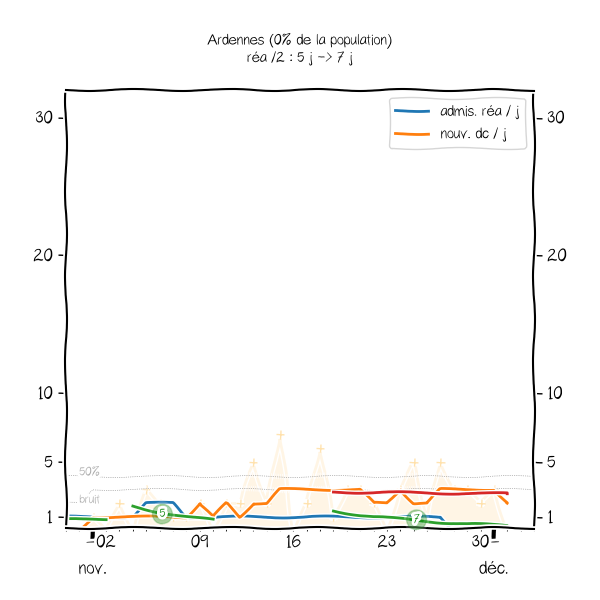 Ardennes (0% de la population)
réa /2 : 5 j -> 7 j
admis. réa / j
nouv. dc / j
30
30
20
20
10
10
50%
5
5
bruit
5
7
1
1
02
09
16
23
30
nov.
déc.